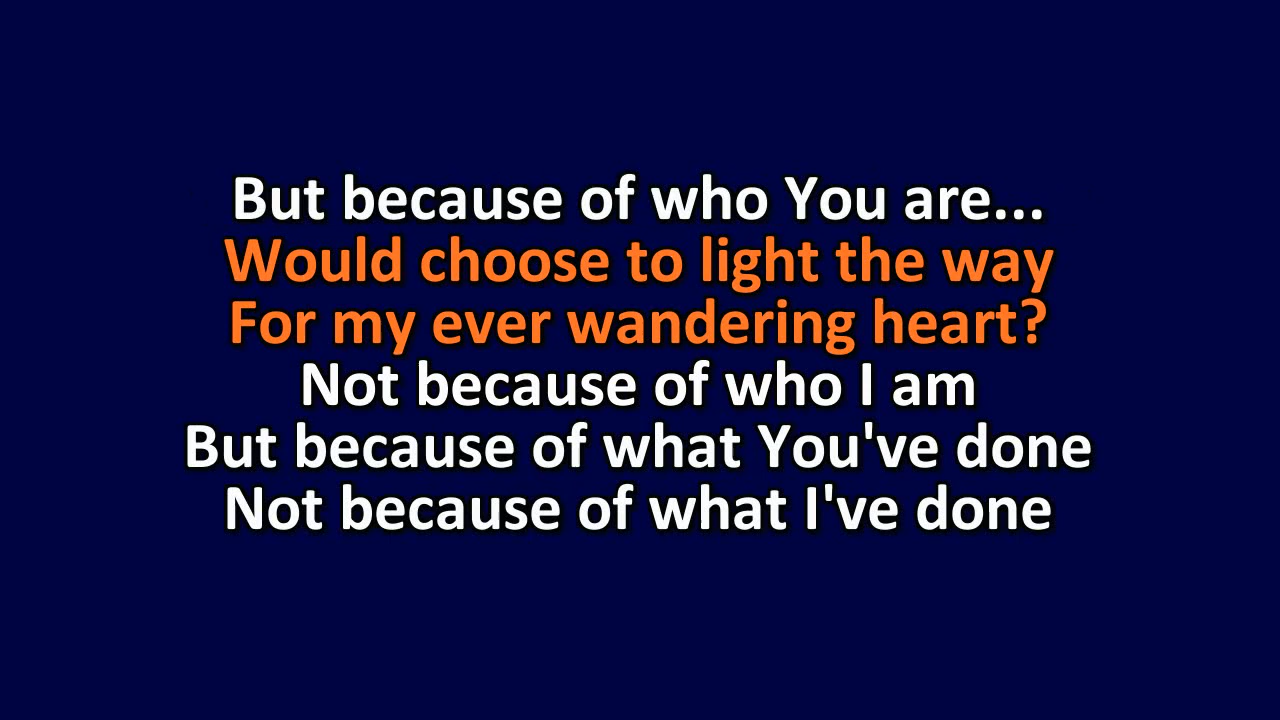 But because of who You are...
Would choose to light the way
For my ever wandering heart?
Not because of who I am
But because of what You've done
Not because of what I've done